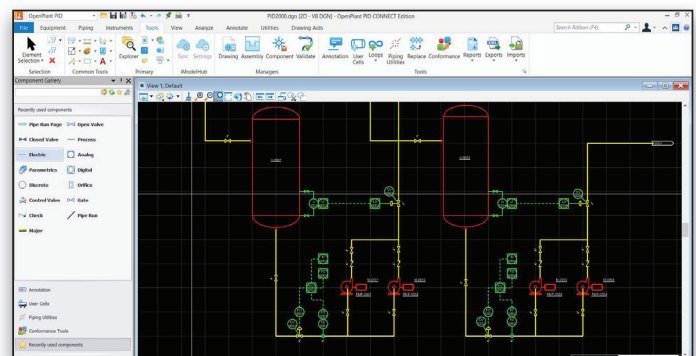 OpenPlant PID
PID2000.dgn [2D - V8 DGN] - OpenPlant PID CONNECT Edition
File Equipment Piping Instruments Tools View Analyze Annotate Utilities Drawing Aids
Search Ribbon (F4)
Element Selection
Explorer
Sync Settings
Drawing Assembly Component Validate
Annotation User Cells Loops Piping Utilities Replace Conformance Reports Exports Imports
Selection Common Tools Primary iModelHub Managers Tools
Component Gallery
View 1, Default
Recently used components
Pipe Run Page Open Valve
Closed Valve Process
Electric Analog
Parametrics Digital
Discrete Orifice
Control Valve Gate
Check Pipe Run
Major
Annotation
User Cells
Piping Utilities
Conformance Tools
Recently used components